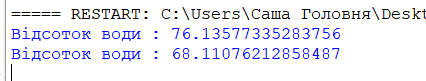 ===== RESTART: C:\Users\Саша Головня\Deskt
Відсоток води : 76.13577335283756
Відсоток води : 68.11076212858487